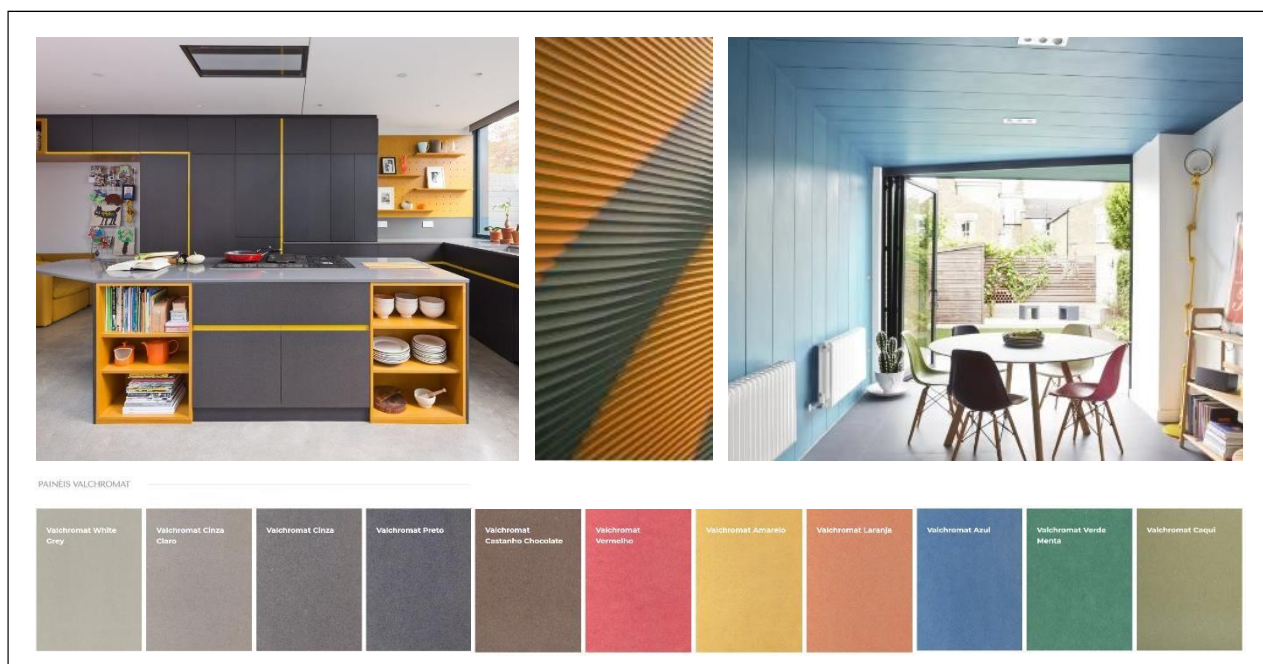 PAINÉIS VALCHROMAT
Valchromat White
Grey
Valchromat Cinza
Claro
Valchromat Cinza
Valchromat Preto
Valchromat
Castanho Chocolate
Valchromat
Vermelho
Valchromat Amarelo
Valchromat Laranja
Valchromat Azul
Valchromat Verde
Menta
Valchromat Caqui